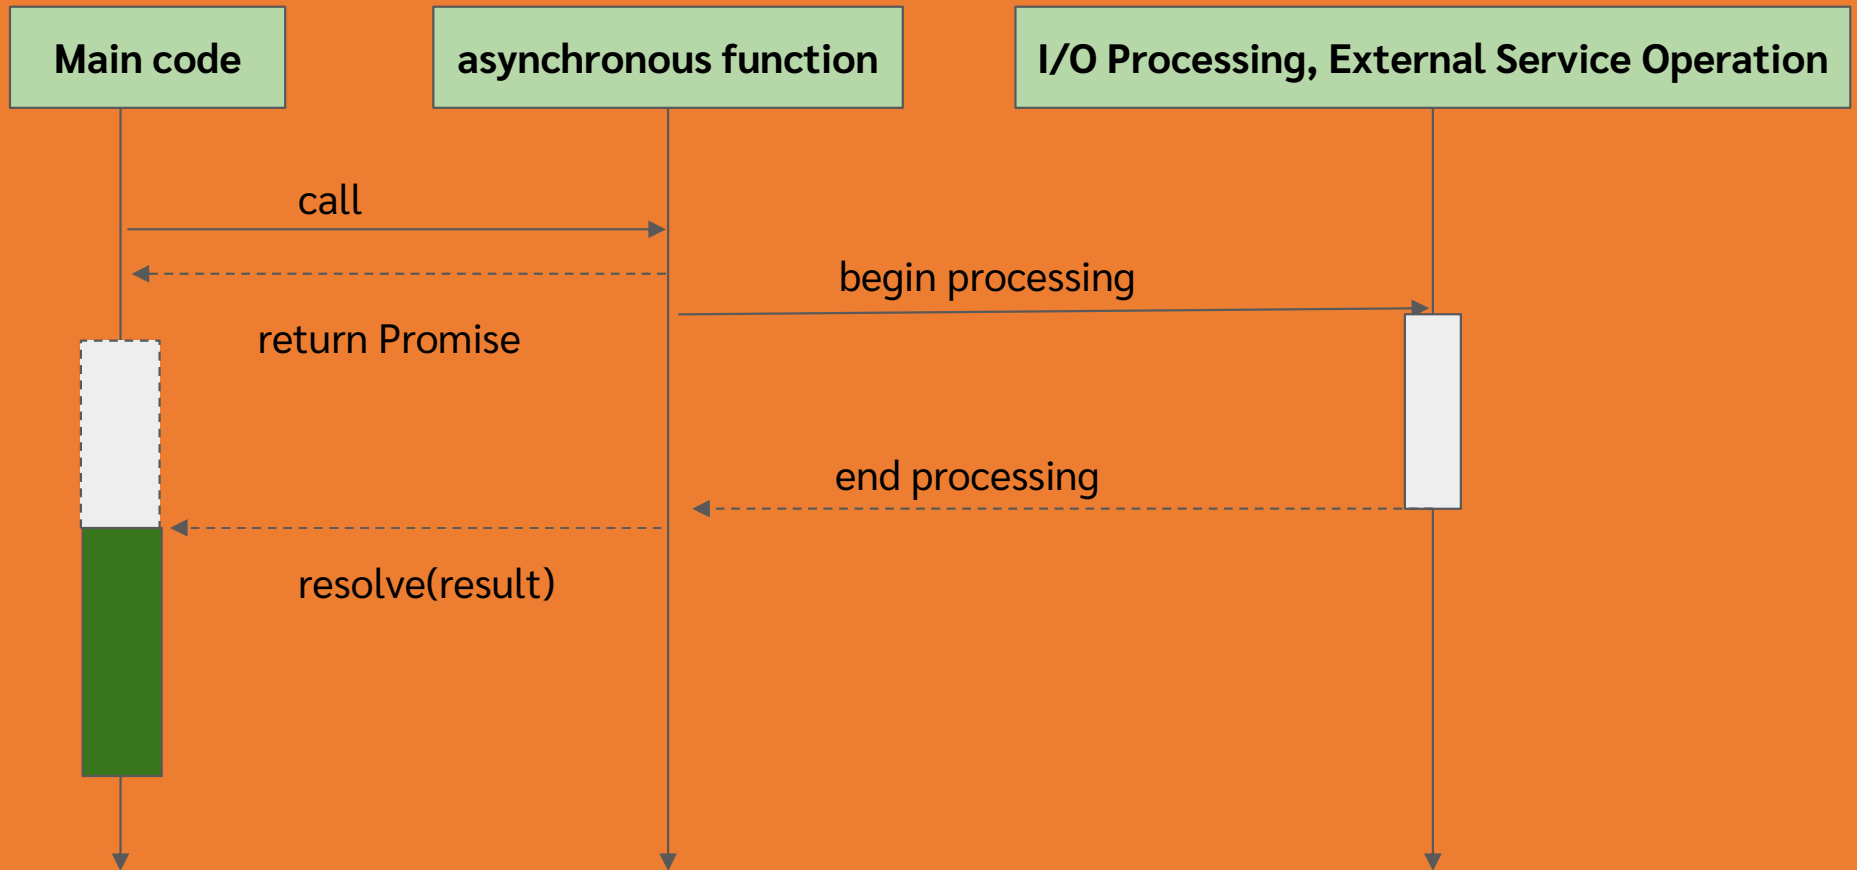 Main code
asynchronous function
I/O Processing, External Service Operation
call
begin processing
return Promise
end processing
resolve(result)